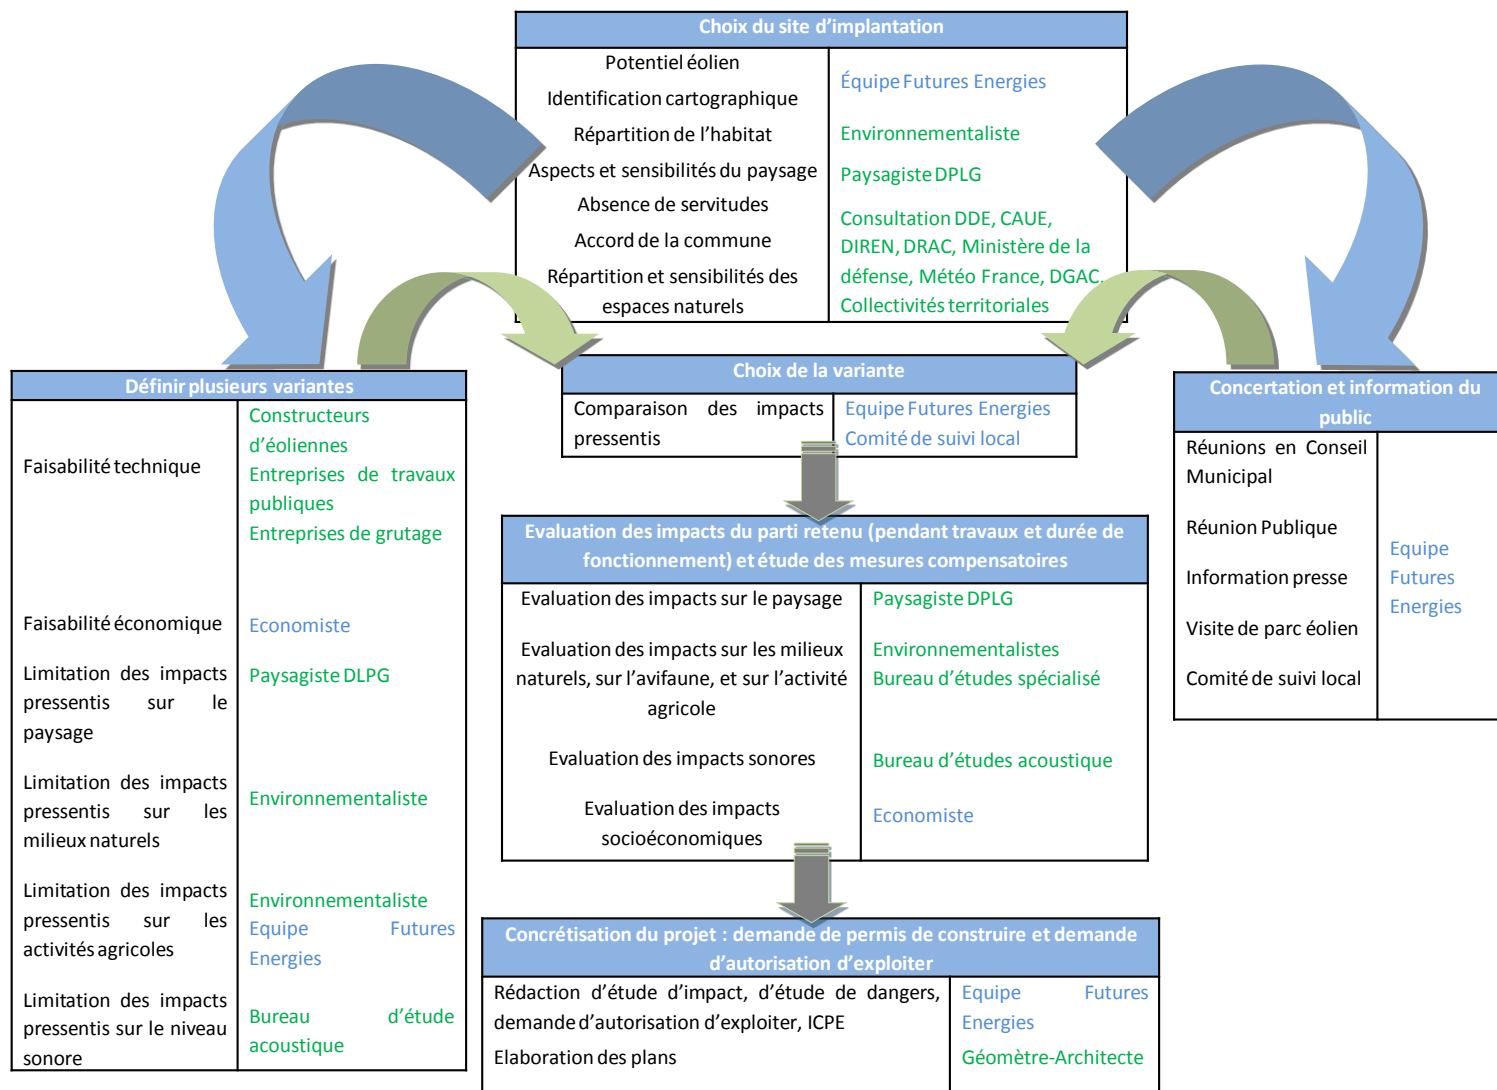 Choix du site d'implantation
Potentiel éolien
Identification cartographique
Équipe Futures Energies
Répartition de l'habitat
Environnementaliste
Aspects et sensibilités du paysage
Paysagiste DPLG
Absence de servitudes
Accord de la commune
Répartition et sensibilités des
espaces naturels
Consultation DDE, CAUE,
DIREN, DRAC, Ministère de la
défense, Météo France, DGAC,
Collectivités territoriales
Définir plusieurs variantes
Faisabilité technique
Constructeurs
d'éoliennes
Entreprises de travaux
publiques
Entreprises de grutage
Faisabilité économique
Economiste
Limitation des impacts
pressentis sur le
paysage
Paysagiste DLPG
Limitation des impacts
pressentis sur les
milieux naturels
Environnementaliste
Limitation des impacts
pressentis sur les
activités agricoles
Environnementaliste
Equipe Futures
Energies
Limitation des impacts
pressentis sur le niveau
sonore
Bureau d'étude
acoustique
Choix de la variante
Comparaison des impacts
pressentis
Equipe Futures Energies
Comité de suivi local
Concertation et information du
public
Réunions en Conseil
Municipal
Réunion Publique
Information presse
Visite de parc éolien
Comité de suivi local
Equipe
Futures
Energies
Evaluation des impacts du parti retenu (pendant travaux et durée de
fonctionnement) et étude des mesures compensatoires
Evaluation des impacts sur le paysage
Paysagiste DPLG
Evaluation des impacts sur les milieux
naturels, sur l'avifaune, et sur l'activité
agricole
Environnementalistes
Bureau d'études spécialisé
Evaluation des impacts sonores
Bureau d'études acoustique
Evaluation des impacts
socioéconomiques
Economiste
Concrétisation du projet : demande de permis de construire et demande
d'autorisation d'exploiter
Rédaction d'étude d'impact, d'étude de dangers,
demande d'autorisation d'exploiter, ICPE
Equipe Futures
Energies
Elaboration des plans
Géomètre-Architecte